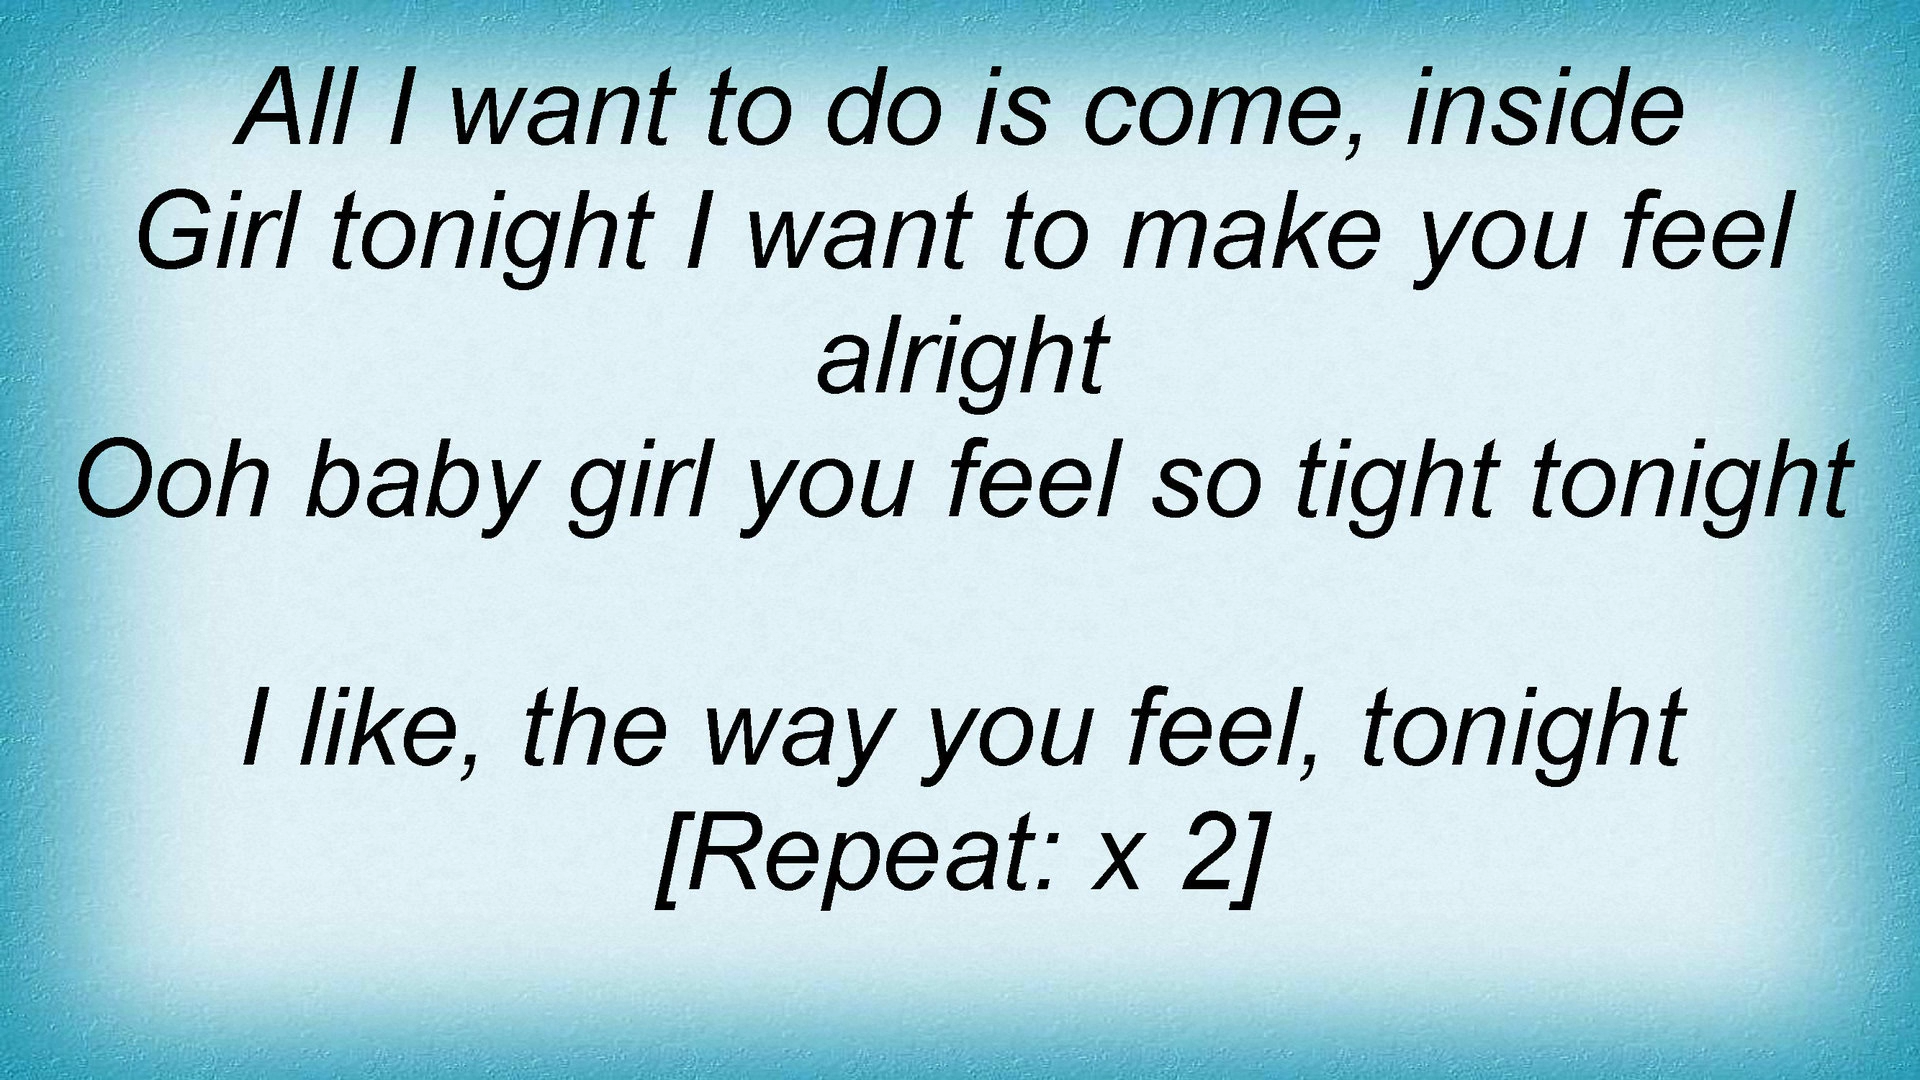 All I want to do is come, inside
Girl tonight I want to make you feel
alright
Ooh baby girl you feel so tight tonight
I like, the way you feel, tonight
[Repeat: x 2]